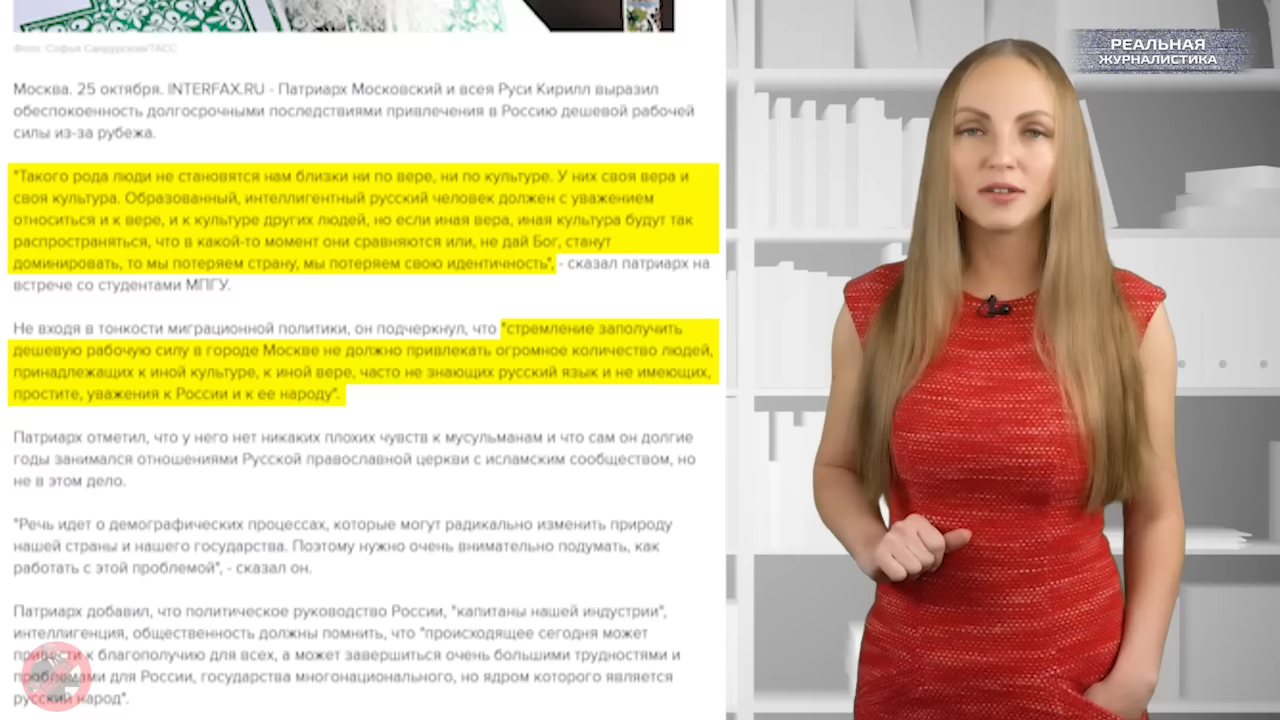 Фото: Софья Сандурская/ТАСС
Москва. 25 октября. INTERFAX.RU - Патриарх Московский и всея Руси Кирилл выразил
обеспокоенность долгосрочными последствиями привлечения в Россию дешевой рабочей
силы из-за рубежа.
"Такого рода люди не становятся нам близки ни по вере, ни по культуре. У них своя вера и
своя культура. Образованный, интеллигентный русский человек должен с уважением
относиться и к вере, и к культуре других людей, но если иная вера, иная культура будут так
распространяться, что в какой-то момент они сравняются или, не дай Бог, станут
доминировать, то мы потеряем страну, мы потеряем свою идентичность", - сказал патриарх на
встрече со студентами МПГУ.
Не входя в тонкости миграционной политики, он подчеркнул, что "стремление заполучить
дешевую рабочую силу в городе Москве не должно привлекать огромное количество людей,
принадлежащих к иной культуре, к иной вере, часто не знающих русский язык и не имеющих,
простите, уважения к России и к ее народу".
Патриарх отметил, что у него нет никаких плохих чувств к мусульманам и что сам он долгие
годы занимался отношениями Русской православной церкви с исламским сообществом, но
не в этом дело.
"Речь идет о демографических процессах, которые могут радикально изменить природу
нашей страны и нашего государства. Поэтому нужно очень внимательно подумать, как
работать с этой проблемой", - сказал он.
Патриарх добавил, что политическое руководство России, "капитаны нашей индустрии",
интеллигенция, общественность должны помнить, что "происходящее сегодня может
привести к благополучию для всех, а может завершиться очень большими трудностями и
проблемами для России, государства многонационального, но ядром которого является
русский народ".
РЕАЛЬНАЯ
ЖУРНАЛИСТИКА